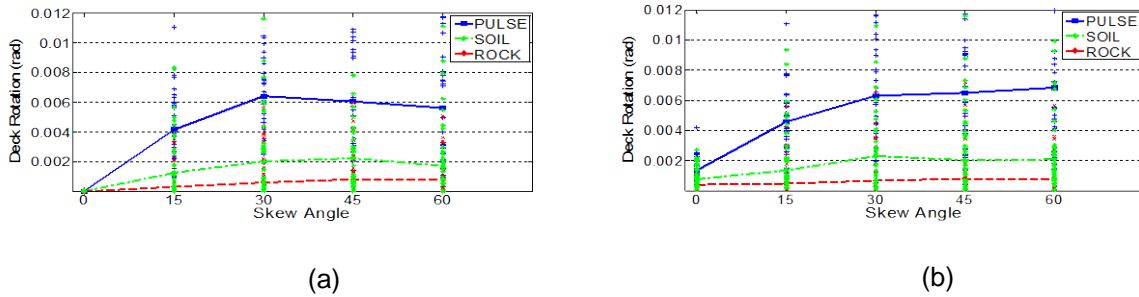 0.012
0.01
0.008
0.006
0.004
0.002
Deck Rotation (rad)
0 15 30 45 60
Skew Angle
PULSE
SOIL
ROCK
(a)
0.012
0.01
0.008
0.006
0.004
0.002
Deck Rotation (rad)
0 15 30 45 60
Skew Angle
PULSE
SOIL
ROCK
(b)